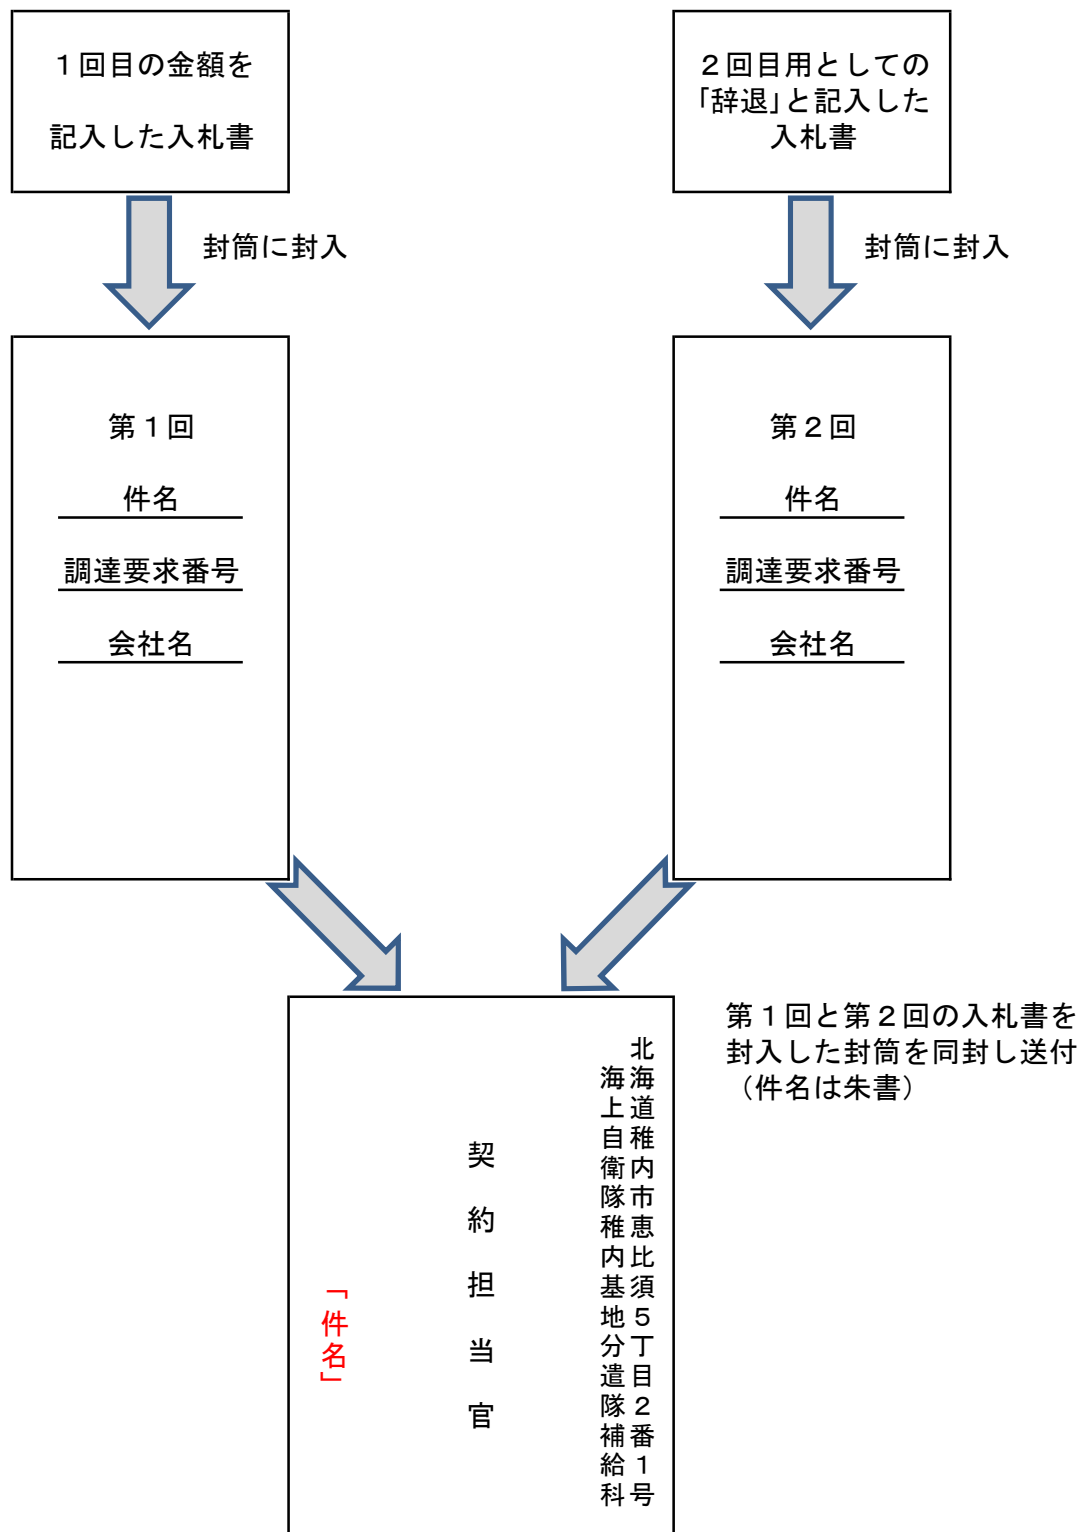 １回目の金額を
記入した入札書
２回目用としての
「辞退」と記入した
入札書
封筒に封入
封筒に封入
第１回
件名
調達要求番号
会社名
第２回
件名
調達要求番号
会社名
第１回と第２回の入札書を
封入した封筒を同封し送付
（件名は朱書）
北海道稚内市恵比須５丁目２番１号
海上自衛隊稚内基地分遣隊補給科
契約担当官
「件名」